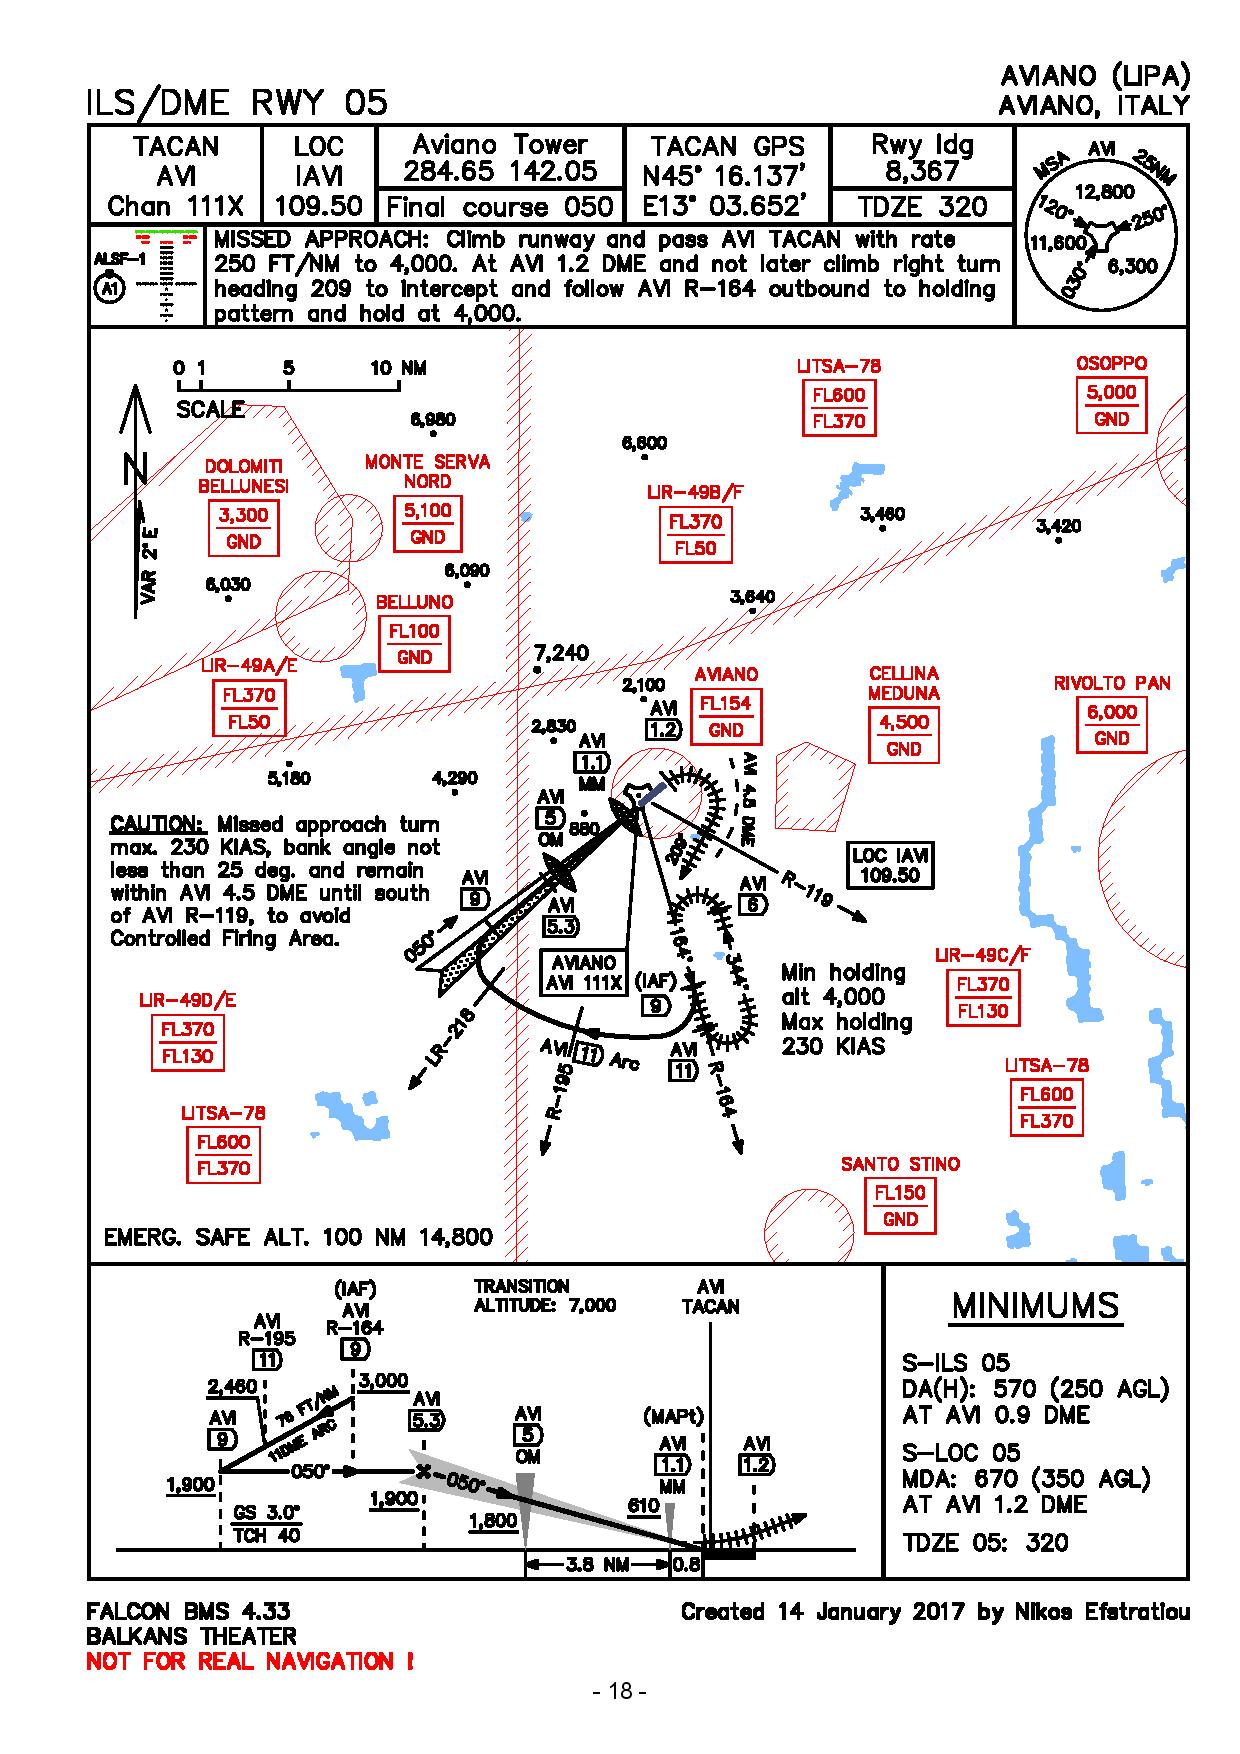 AVIANO (LIPA)
ILS/DME RWY 05
AVIANO, ITALY
TACAN
AVI
Chan 111X
LOC
IAVI
109.50
Aviano Tower
284.65 142.05
Final course 050
TACAN GPS
N45° 16.137'
E13° 03.652'
Rwy ldg
8,367
TDZE 320
MSA AVI 25NM
12,800
120°
250°
11,600
6,300
030°
ALSF-1
A1
MISSED APPROACH: Climb runway and pass AVI TACAN with rate
250 FT/NM to 4,000. At AVI 1.2 DME and not later climb right turn
heading 209 to intercept and follow AVI R-164 outbound to holding
pattern and hold at 4,000.
0 1 5 10 NM
SCALE
N
VAR 2° E
6,980
6,600
LITSA-78
FL600
FL370
OSOPPO
5,000
GND
DOLOMITI
BELLUNESI
3,300
GND
MONTE SERVA
NORD
5,100
GND
LIR-49B/F
FL370
FL50
3,460
3,420
6,030
6,090
3,640
BELLUNO
FL100
GND
LIR-49A/E
FL370
FL50
7,240
2,100
AVIANO
FL154
GND
CELLINA
MEDUNA
4,500
GND
RIVOLTO PAN
6,000
GND
AVI
1.2
2,830
AVI
1.1
MM
5,180
4,290
AVI
5
OM
880
AVI 4.5 DME
CAUTION: Missed approach turn
max. 230 KIAS, bank angle not
less than 25 deg. and remain
within AVI 4.5 DME until south
of AVI R-119, to avoid
Controlled Firing Area.
209°
LOC IAVI
109.50
R-119
AVI
9
AVI
6
AVI
5.3
050°
164°
344°
AVIANO
AVI 111X
(IAF)
9
Min holding
alt 4,000
Max holding
230 KIAS
LIR-49C/F
FL370
FL130
LIR-49D/E
FL370
FL130
LR-218
AVI 11 Arc
AVI
11
R-195
R-164
LITSA-78
FL600
FL370
LITSA-78
FL600
FL370
SANTO STINO
FL150
GND
EMERG. SAFE ALT. 100 NM 14,800
(IAF)
AVI
R-164
9
AVI
R-195
11
TRANSITION
ALTITUDE: 7,000
AVI
TACAN
2,460
3,000
76 FT/NM
11DME ARC
AVI
9
AVI
5.3
AVI
5
OM
(MAPt)
AVI
1.1
MM
AVI
1.2
050°
050°
1,900
1,900
1,800
610
GS 3.0°
TCH 40
3.8 NM
0.8
MINIMUMS
S-ILS 05
DA(H): 570 (250 AGL)
AT AVI 0.9 DME
S-LOC 05
MDA: 670 (350 AGL)
AT AVI 1.2 DME
TDZE 05: 320
FALCON BMS 4.33
BALKANS THEATER
NOT FOR REAL NAVIGATION !
Created 14 January 2017 by Nikos Efstratiou
- 18 -